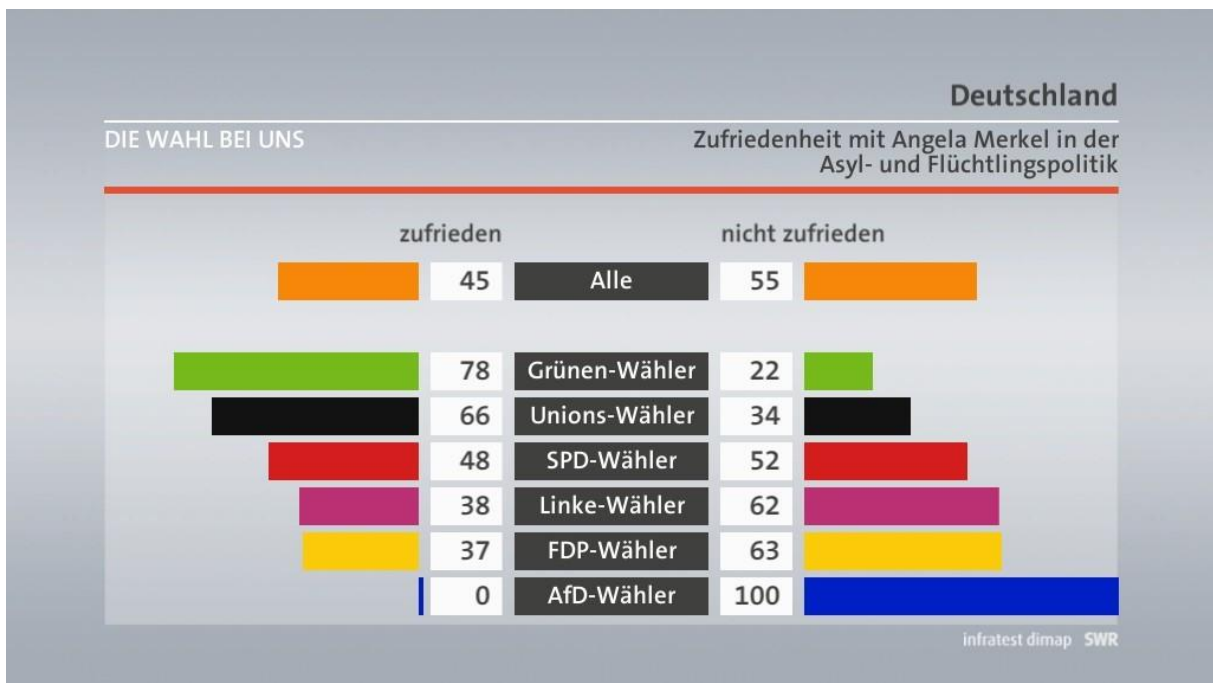 Deutschland
DIE WAHL BEI UNS
Zufriedenheit mit Angela Merkel in der
Asyl- und Flüchtlingspolitik
zufrieden nicht zufrieden
45 Alle 55
78 Grünen-Wähler 22
66 Unions-Wähler 34
48 SPD-Wähler 52
38 Linke-Wähler 62
37 FDP-Wähler 63
0 AfD-Wähler 100
infratest dimap SWR